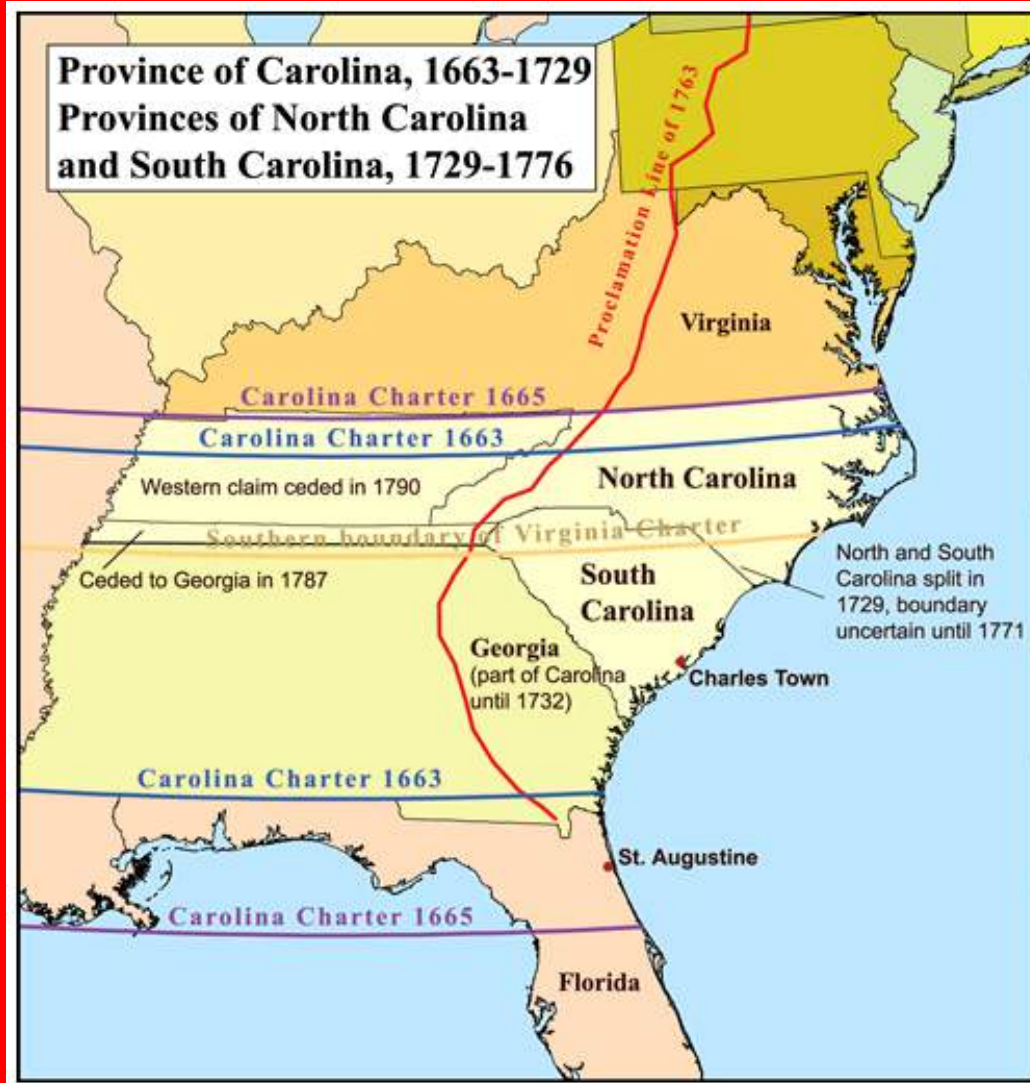 Province of Carolina, 1663-1729
Provinces of North Carolina
and South Carolina, 1729-1776
Proclamation Line of 1763
Virginia
Carolina Charter 1665
Carolina Charter 1663
North Carolina
Western claim ceded in 1790
Southern boundary of Virginia Charter
Ceded to Georgia in 1787
North and South
Carolina split in
1729, boundary
uncertain until 1771
South
Carolina
Georgia
(part of Carolina
until 1732)
Charles Town
Carolina Charter 1663
St. Augustine
Carolina Charter 1665
Florida